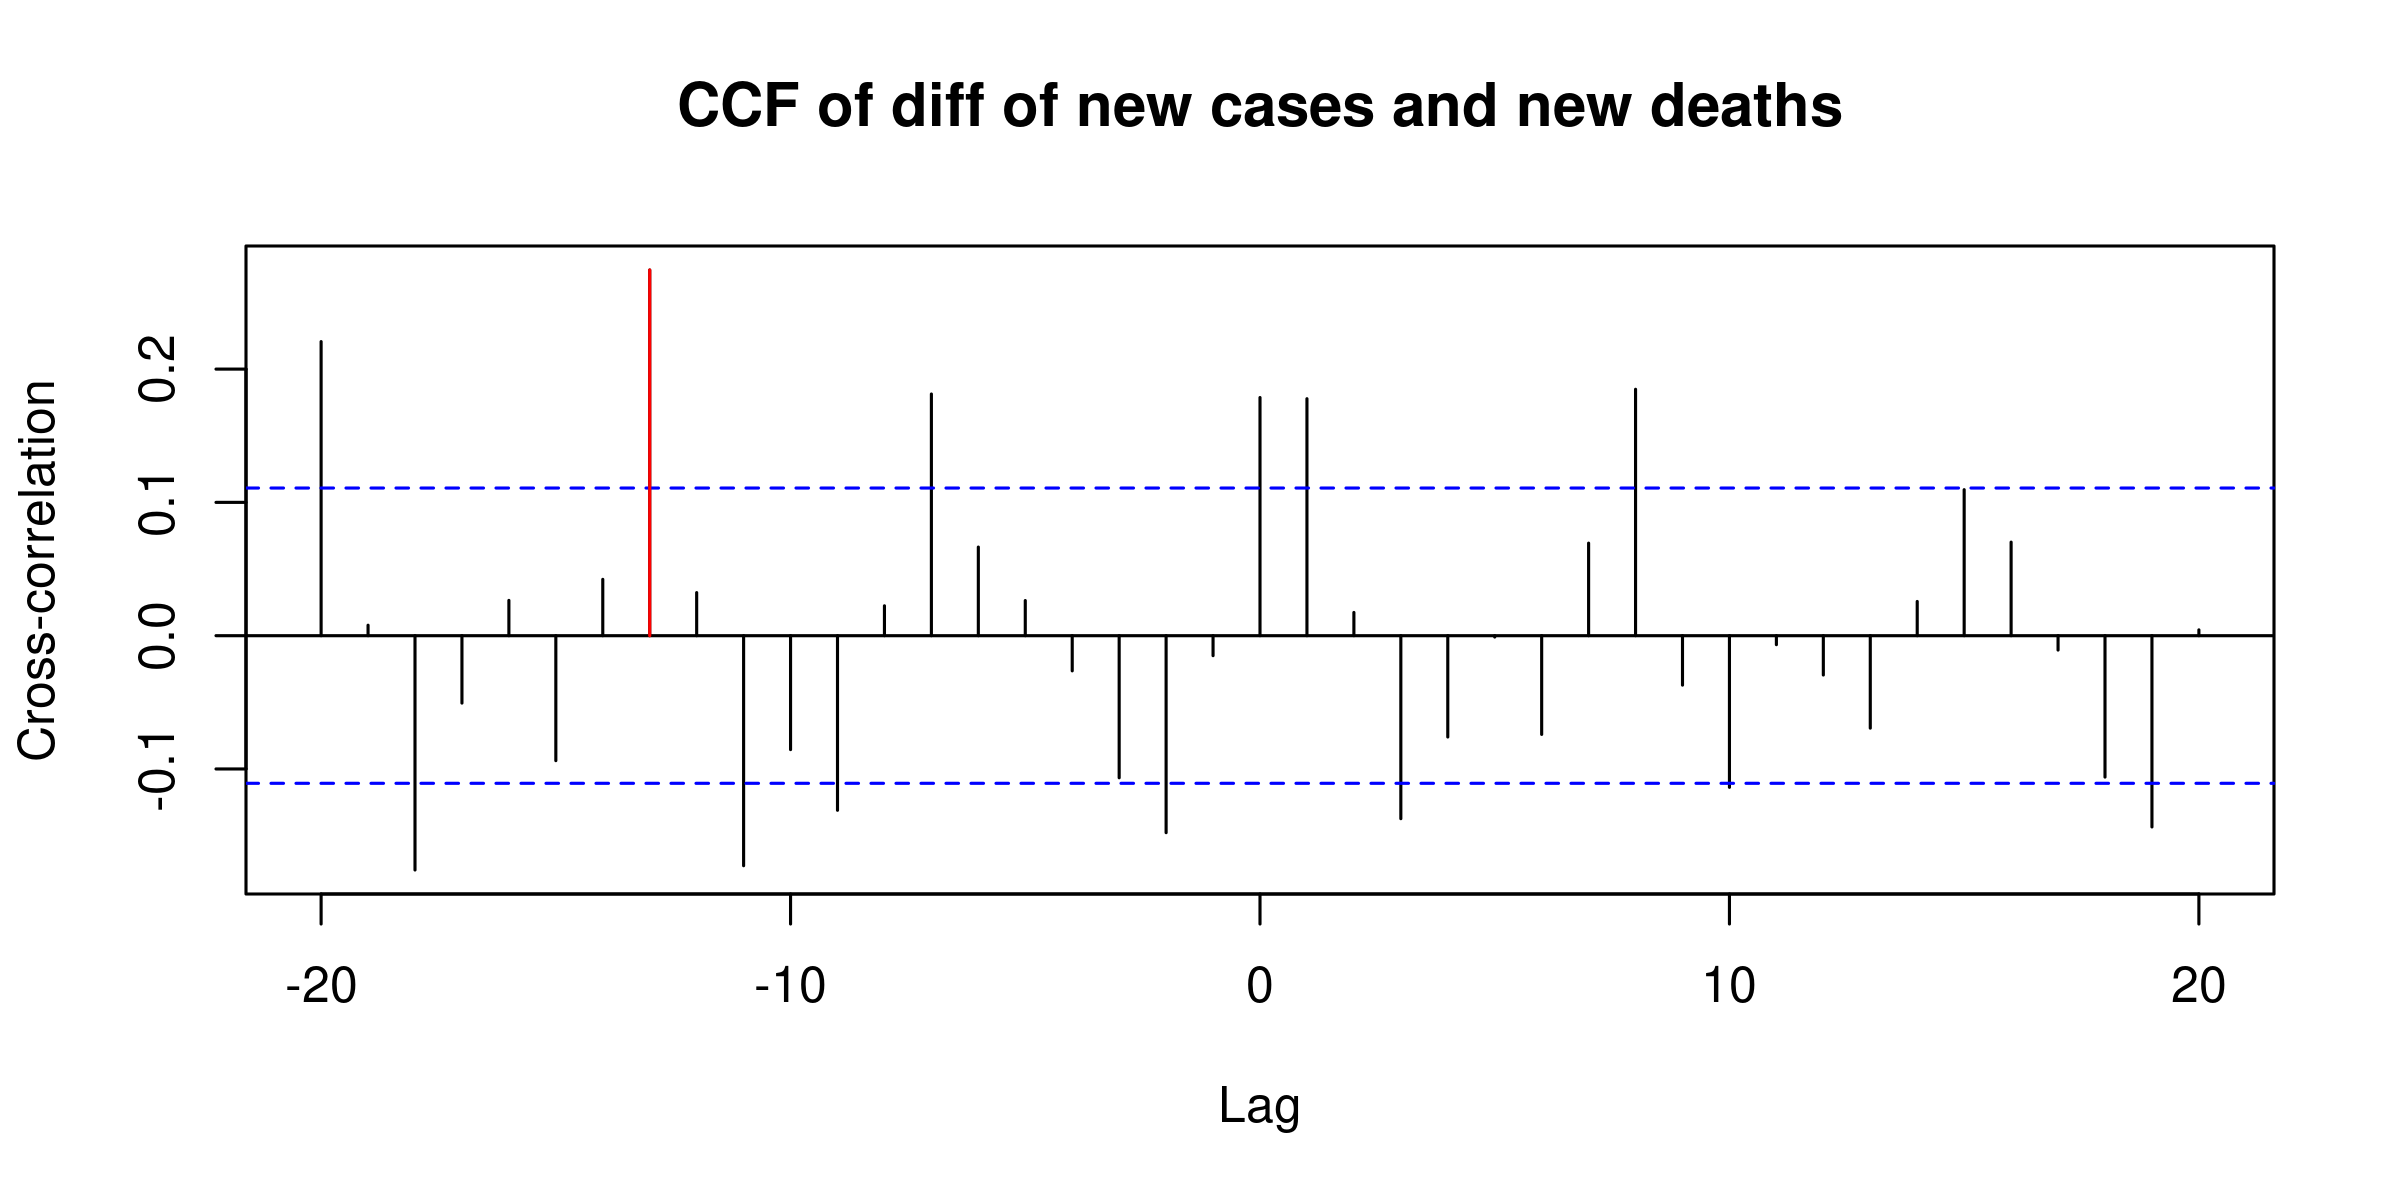 CCF of diff of new cases and new deaths
Cross-correlation
0.2
0.1
0.0
-0.1
-20 -10 0 10 20
Lag